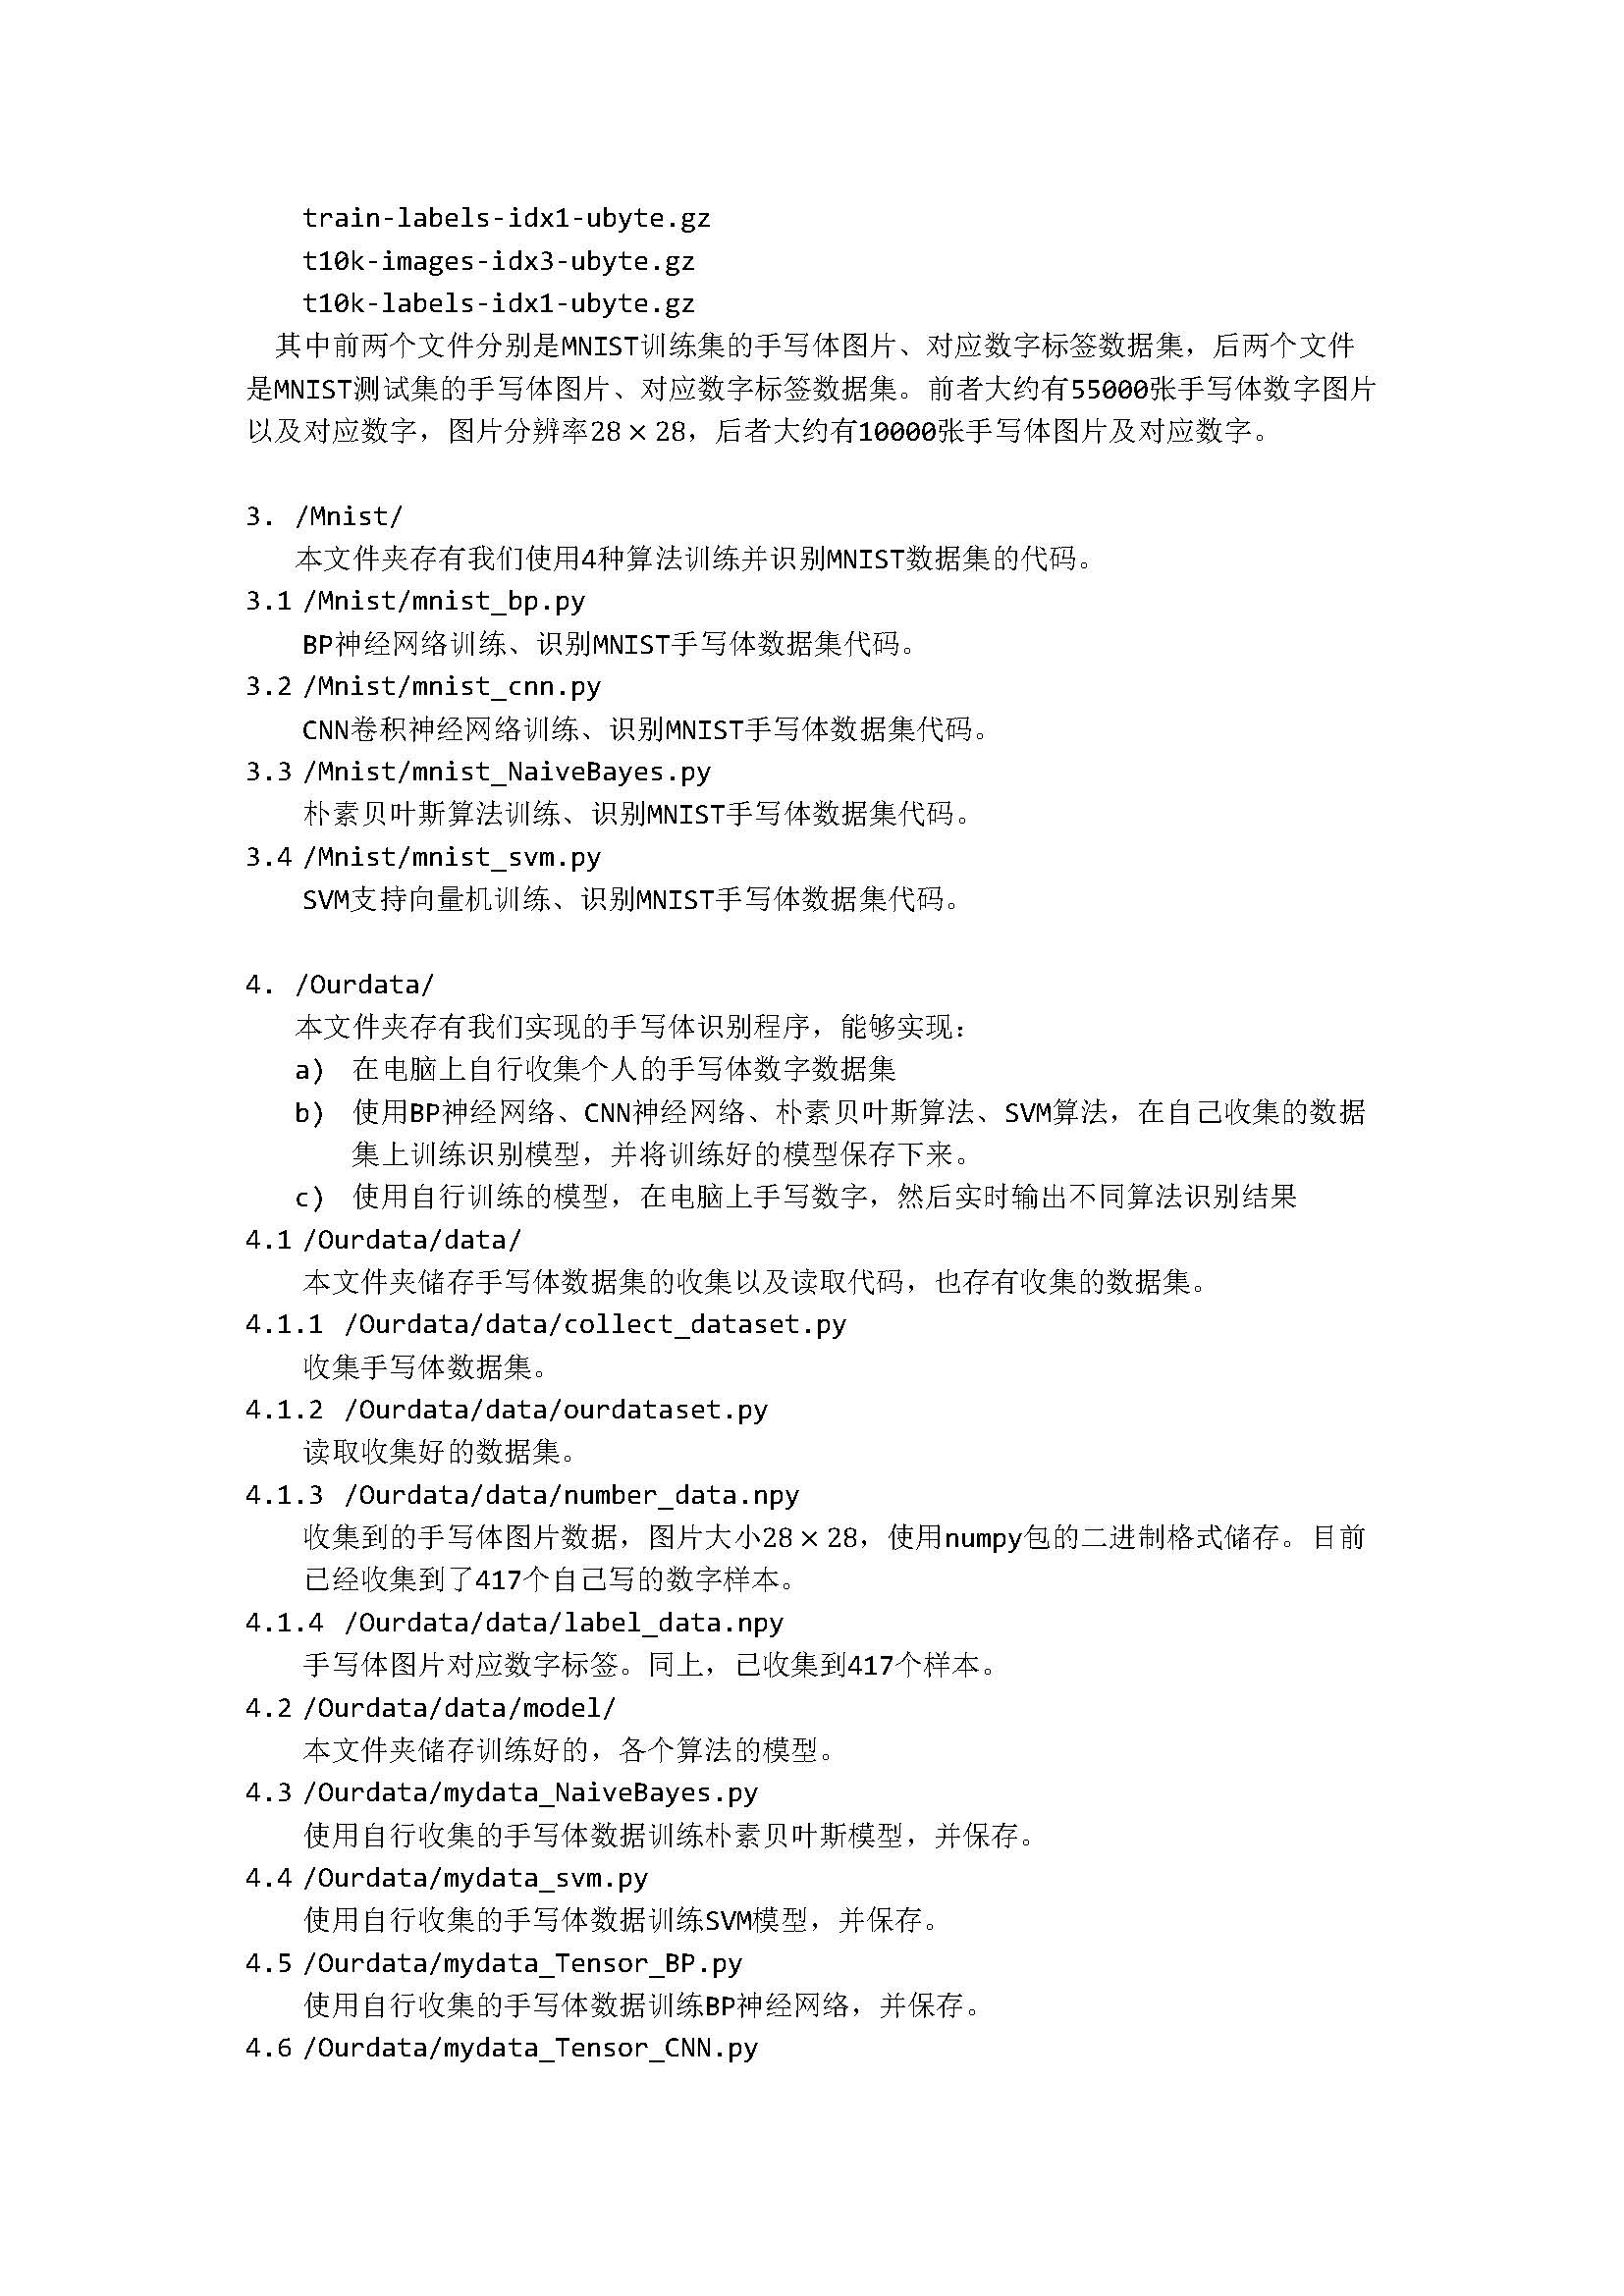 train-labels-idx1-ubyte.gz
t10k-images-idx3-ubyte.gz
t10k-labels-idx1-ubyte.gz
其中前两个文件分别是MNIST训练集的手写体图片、对应数字标签数据集，后两个文件
是MNIST测试集的手写体图片、对应数字标签数据集。前者大约有55000张手写体数字图片
以及对应数字，图片分辨率28 × 28，后者大约有10000张手写体图片及对应数字。
3. /Mnist/
本文件夹存有我们使用4种算法训练并识别MNIST数据集的代码。
3.1 /Mnist/mnist_bp.py
BP神经网络训练、识别MNIST手写体数据集代码。
3.2 /Mnist/mnist_cnn.py
CNN卷积神经网络训练、识别MNIST手写体数据集代码。
3.3 /Mnist/mnist_NaiveBayes.py
朴素贝叶斯算法训练、识别MNIST手写体数据集代码。
3.4 /Mnist/mnist_svm.py
SVM支持向量机训练、识别MNIST手写体数据集代码。
4. /Ourdata/
本文件夹存有我们实现的手写体识别程序，能够实现：
a) 在电脑上自行收集个人的手写体数字数据集
b) 使用BP神经网络、CNN神经网络、朴素贝叶斯算法、SVM算法，在自己收集的数据
集上训练识别模型，并将训练好的模型保存下来。
c) 使用自行训练的模型，在电脑上手写数字，然后实时输出不同算法识别结果
4.1 /Ourdata/data/
本文件夹储存手写体数据集的收集以及读取代码，也存有收集的数据集。
4.1.1 /Ourdata/data/collect_dataset.py
收集手写体数据集。
4.1.2 /Ourdata/data/ourdataset.py
读取收集好的数据集。
4.1.3 /Ourdata/data/number_data.npy
收集到的手写体图片数据，图片大小28 × 28，使用numpy包的二进制格式储存。目前
已经收集到了417个自己写的数字样本。
4.1.4 /Ourdata/data/label_data.npy
手写体图片对应数字标签。同上，已收集到417个样本。
4.2 /Ourdata/data/model/
本文件夹储存训练好的，各个算法的模型。
4.3 /Ourdata/mydata_NaiveBayes.py
使用自行收集的手写体数据训练朴素贝叶斯模型，并保存。
4.4 /Ourdata/mydata_svm.py
使用自行收集的手写体数据训练SVM模型，并保存。
4.5 /Ourdata/mydata_Tensor_BP.py
使用自行收集的手写体数据训练BP神经网络，并保存。
4.6 /Ourdata/mydata_Tensor_CNN.py